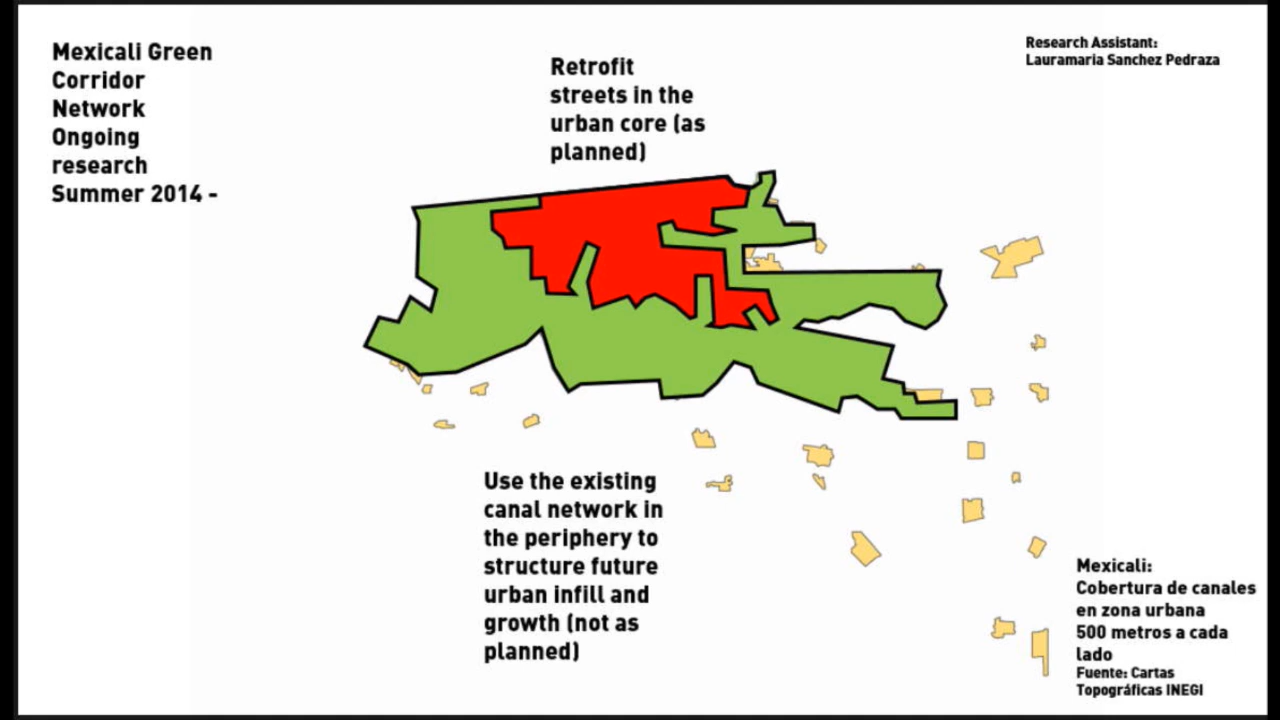 Mexicali Green
Corridor
Network
Ongoing
research
Summer 2014 -
Retrofit
streets in the
urban core (as
planned)
Research Assistant:
Lauramaria Sanchez Pedraza
Use the existing
canal network in
the periphery to
structure future
urban infill and
growth (not as
planned)
Mexicali:
Cobertura de canales
en zona urbana
500 metros a cada
lado
Fuente: Cartas
Topográficas INEGI